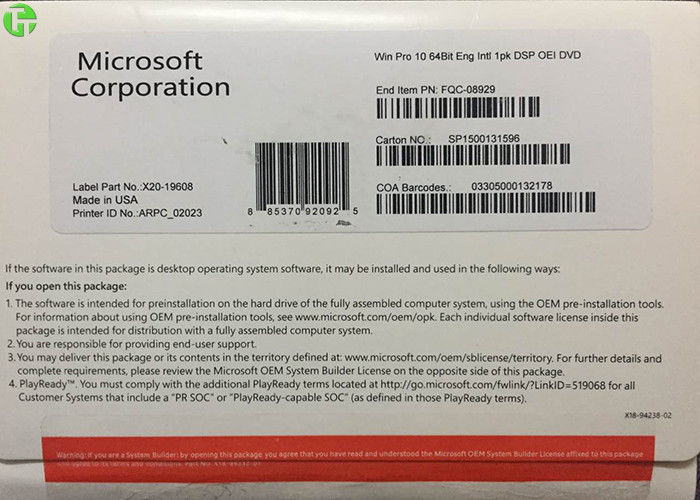 Microsoft
Corporation
Win Pro 10 64Bit Eng Intl 1pk DSP OEI DVD
End Item PN: FQC-08929
Carton NO.: SP1500131596
COA Barcodes.: 03305000132178
Label Part No.:X20-19608
Made in USA
Printer ID No.:ARPC_02023
8 85370 92092 5
If the software in this package is desktop operating system software, it may be installed and used in the following ways:
If you open this package:
1. The software is intended for preinstallation on the hard drive of the fully assembled computer system, using the OEM pre-installation tools.
For information about using OEM pre-installation tools, see www.microsoft.com/oem/opk. Each individual software license inside this
package is intended for distribution with a fully assembled computer system.
2. You are responsible for providing end-user support.
3. You may deliver this package or its contents in the territory defined at: www.microsoft.com/oem/sblicense/territory. For further details and
complete requirements, please review the Microsoft OEM System Builder License on the opposite side of this package.
4. PlayReady™. You must comply with the additional PlayReady terms located at http://go.microsoft.com/fwlink/?LinkID=519068 for all
Customer Systems that include a "PR SOC" or "PlayReady-capable SOC" (as defined in those PlayReady terms).
X18-94238-02
Warning: If you are a System Builder: by opening this package you agree that you have read and understood the Microsoft OEM System Builder License affixed to this package
and agree to its terms and conditions. Part No.